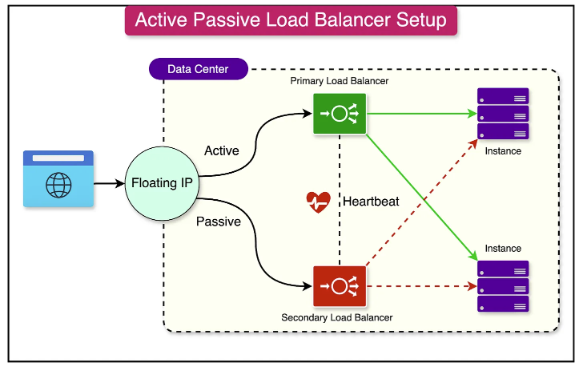 Active Passive Load Balancer Setup
Data Center
Primary Load Balancer
Active
Instance
Floating IP
Heartbeat
Passive
Instance
Secondary Load Balancer